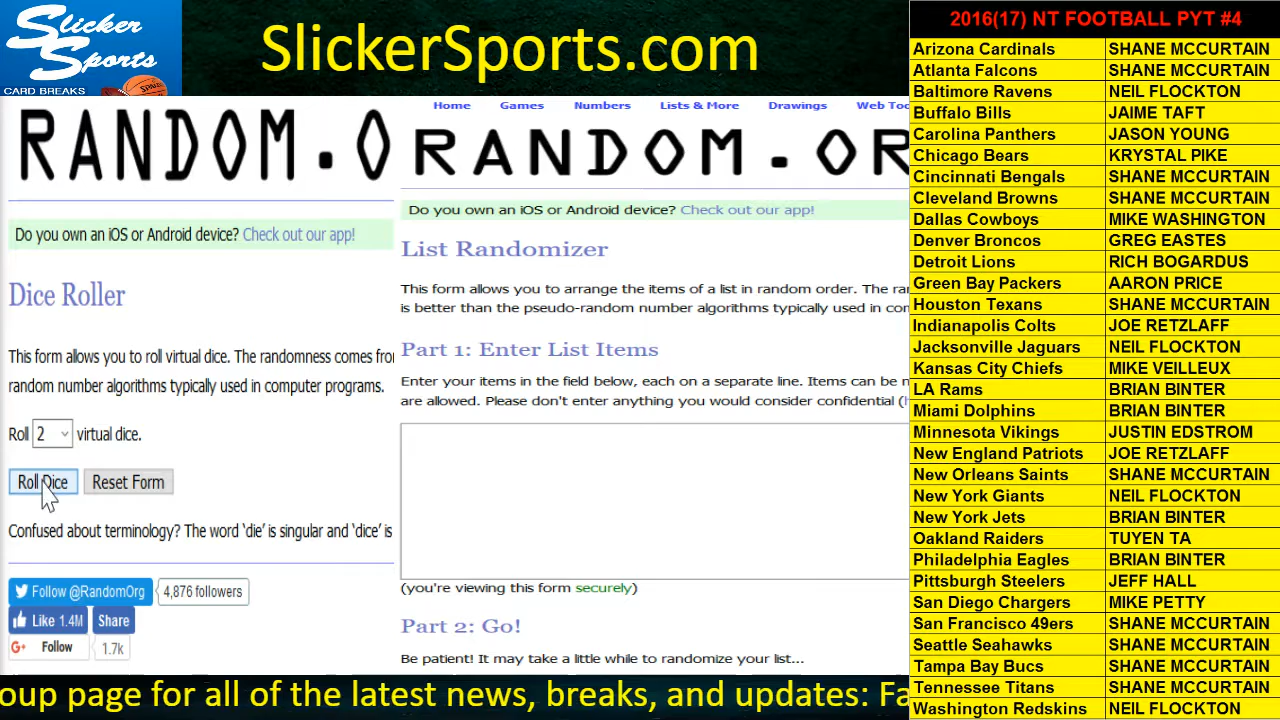 Slicker
Sports
CARD BREAKS
SlickerSports.com
RANDOM.O
Do you own an iOS or Android device? Check out our app!
Dice Roller
This form allows you to roll virtual dice. The randomness comes from
random number algorithms typically used in computer programs.
Roll 2 virtual dice.
Roll Dice Reset Form
Confused about terminology? The word ‘die’ is singular and ‘dice’ is
Follow @RandomOrg 4,876 followers
Like 1.4M Share
G+ Follow 1.7k
Home Games Numbers Lists & More Drawings Web Too
RANDOM.OR
Do you own an iOS or Android device? Check out our app!
List Randomizer
This form allows you to arrange the items of a list in random order. The ra
is better than the pseudo-random number algorithms typically used in com
Part 1: Enter List Items
Enter your items in the field below, each on a separate line. Items can be n
are allowed. Please don't enter anything you would consider confidential (
(you're viewing this form securely)
Part 2: Go!
Be patient! It may take a little while to randomize your list...
2016(17) NT FOOTBALL PYT #4
Arizona Cardinals SHANE MCCURTAIN
Atlanta Falcons SHANE MCCURTAIN
Baltimore Ravens NEIL FLOCKTON
Buffalo Bills JAIME TAFT
Carolina Panthers JASON YOUNG
Chicago Bears KRYSTAL PIKE
Cincinnati Bengals SHANE MCCURTAIN
Cleveland Browns SHANE MCCURTAIN
Dallas Cowboys MIKE WASHINGTON
Denver Broncos GREG EASTES
Detroit Lions RICH BOGARDUS
Green Bay Packers AARON PRICE
Houston Texans SHANE MCCURTAIN
Indianapolis Colts JOE RETZLAFF
Jacksonville Jaguars NEIL FLOCKTON
Kansas City Chiefs MIKE VEILLEUX
LA Rams BRIAN BINTER
Miami Dolphins BRIAN BINTER
Minnesota Vikings JUSTIN EDSTROM
New England Patriots JOE RETZLAFF
New Orleans Saints SHANE MCCURTAIN
New York Giants NEIL FLOCKTON
New York Jets BRIAN BINTER
Oakland Raiders TUYEN TA
Philadelphia Eagles BRIAN BINTER
Pittsburgh Steelers JEFF HALL
San Diego Chargers MIKE PETTY
San Francisco 49ers SHANE MCCURTAIN
Seattle Seahawks SHANE MCCURTAIN
Tampa Bay Bucs SHANE MCCURTAIN
Tennessee Titans SHANE MCCURTAIN
Washington Redskins NEIL FLOCKTON
oup page for all of the latest news, breaks, and updates: Fa